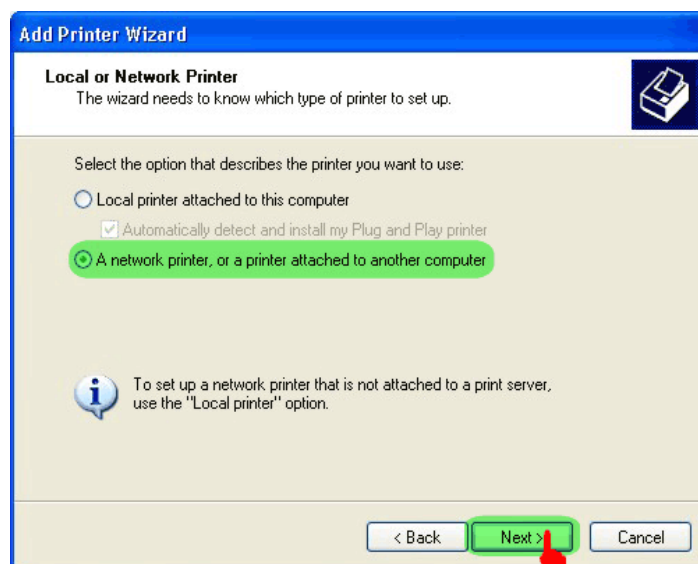 Add Printer Wizard
Local or Network Printer
The wizard needs to know which type of printer to set up.
Select the option that describes the printer you want to use:
Local printer attached to this computer
Automatically detect and install my Plug and Play printer
A network printer, or a printer attached to another computer
To set up a network printer that is not attached to a print server,
use the "Local printer" option.
< Back Next > Cancel